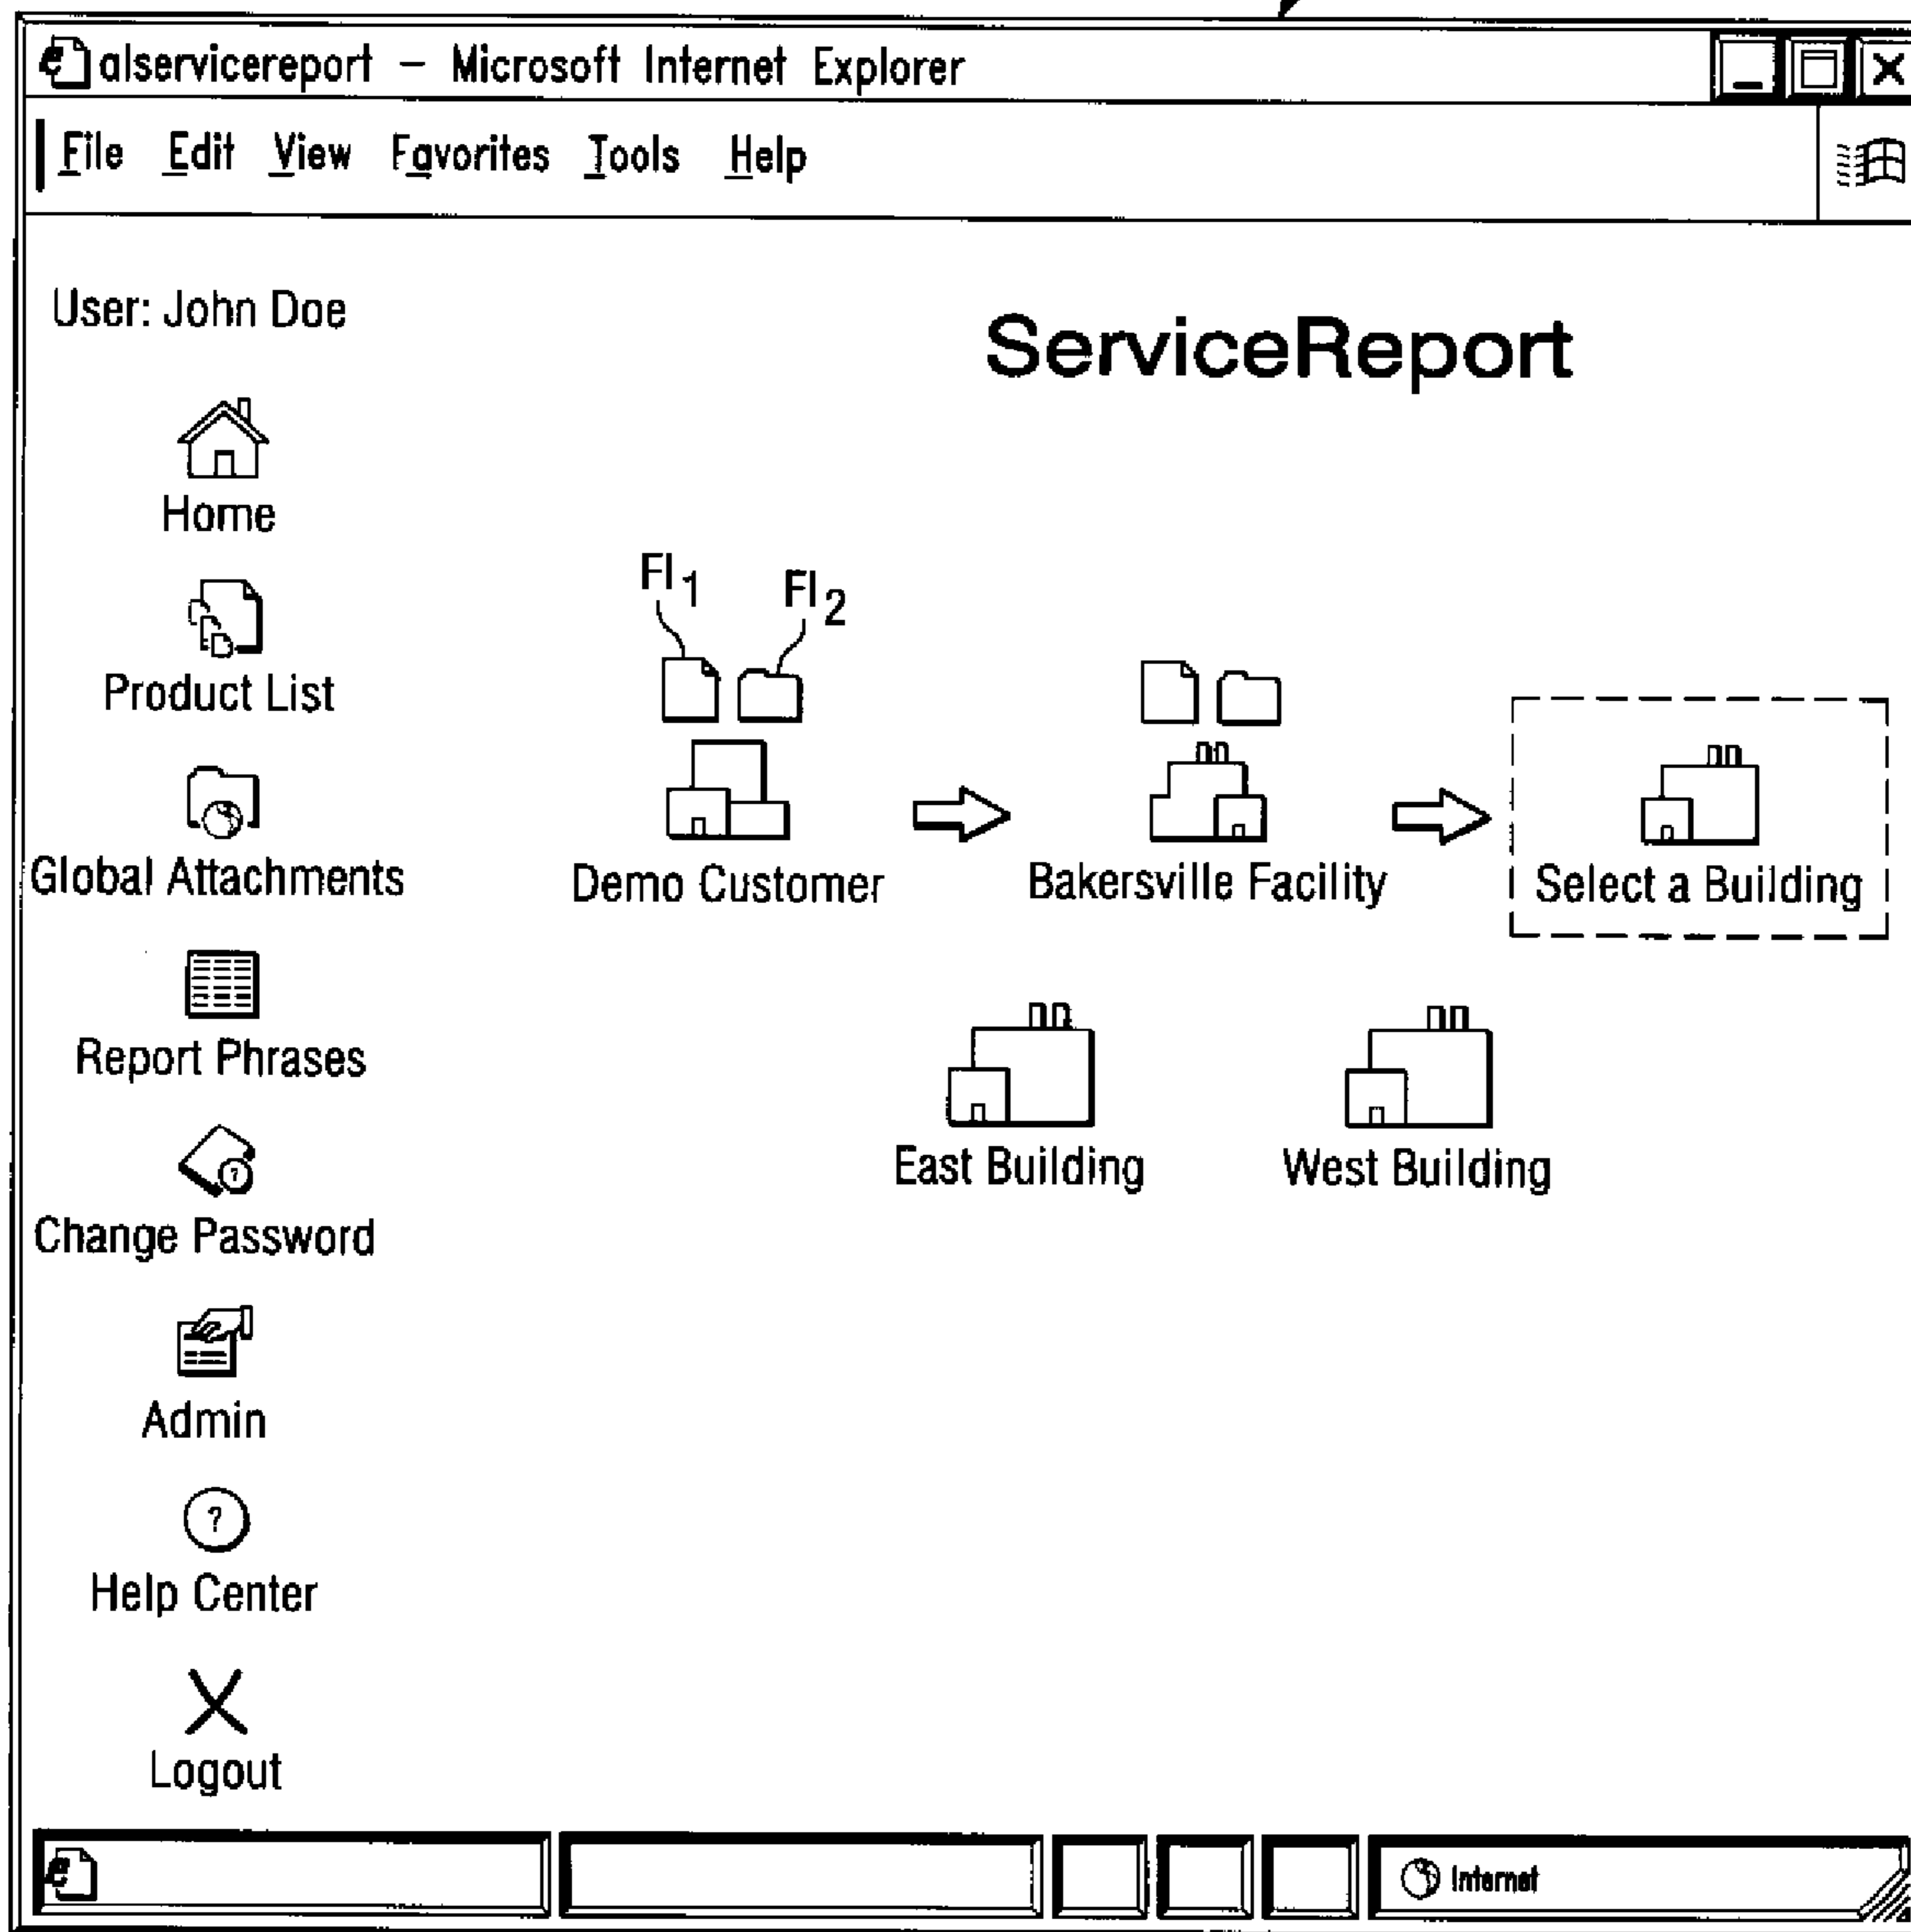 alservicereport – Microsoft Internet Explorer
File Edit View Favorites Tools Help
User: John Doe
ServiceReport
Home
Product List
Global Attachments
Report Phrases
Change Password
Admin
Help Center
Logout
FI1 FI2
Demo Customer Bakersville Facility Select a Building
East Building West Building
Internet